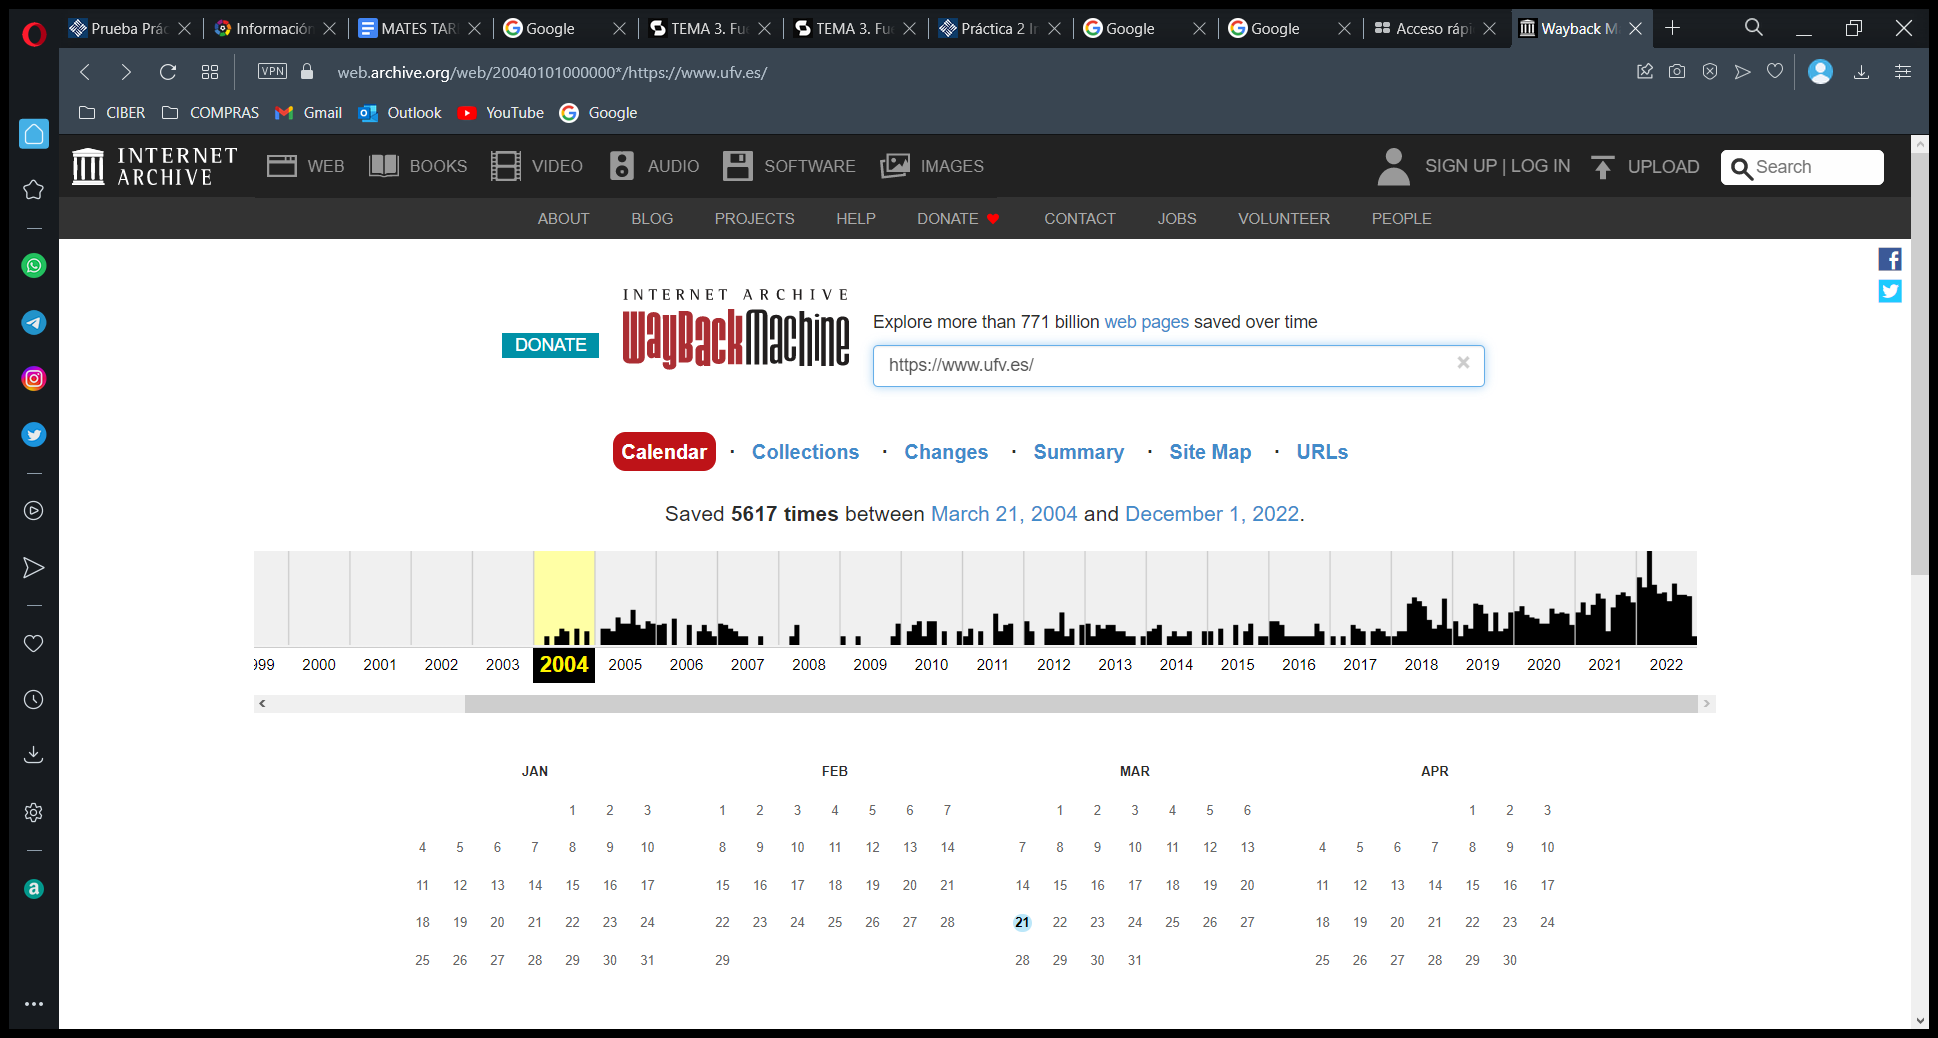 Prueba Prác Información MATES TAR Google TEMA 3. Fue TEMA 3. Fue Práctica 2 In Google Google Acceso rápi Wayback M
VPN web.archive.org/web/20040101000000*/https://www.ufv.es/
CIBER COMPRAS Gmail Outlook YouTube Google
INTERNET ARCHIVE WEB BOOKS VIDEO AUDIO SOFTWARE IMAGES SIGN UP | LOG IN UPLOAD Search
ABOUT BLOG PROJECTS HELP DONATE CONTACT JOBS VOLUNTEER PEOPLE
INTERNET ARCHIVE
WayBackMachine
DONATE
Explore more than 771 billion web pages saved over time
https://www.ufv.es/ ×
Calendar · Collections · Changes · Summary · Site Map · URLs
Saved 5617 times between March 21, 2004 and December 1, 2022.
999 2000 2001 2002 2003 2004 2005 2006 2007 2008 2009 2010 2011 2012 2013 2014 2015 2016 2017 2018 2019 2020 2021 2022
JAN FEB MAR APR
1 2 3 1 2 3 4 5 6 7 1 2 3 4 5 6 1 2 3
4 5 6 7 8 9 10 8 9 10 11 12 13 14 7 8 9 10 11 12 13 4 5 6 7 8 9 10
11 12 13 14 15 16 17 15 16 17 18 19 20 21 14 15 16 17 18 19 20 11 12 13 14 15 16 17
18 19 20 21 22 23 24 22 23 24 25 26 27 28 21 22 23 24 25 26 27 18 19 20 21 22 23 24
25 26 27 28 29 30 31 29 28 29 30 31 25 26 27 28 29 30